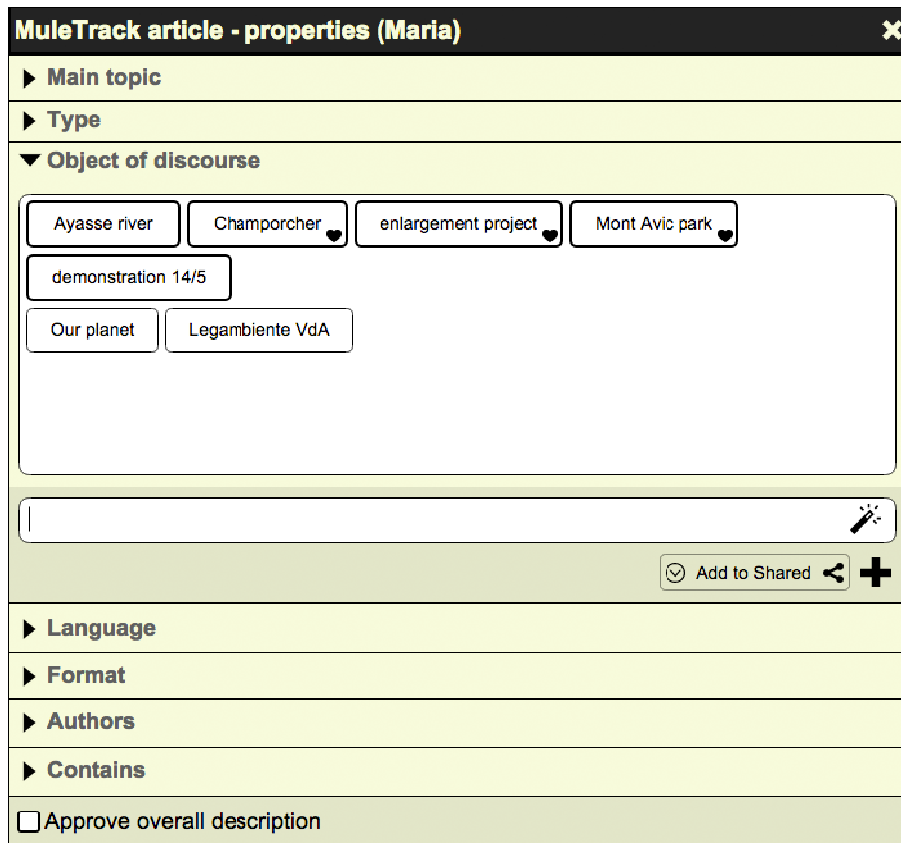 MuleTrack article - properties (Maria)
Main topic
Type
Object of discourse
Ayasse river Champorcher enlargement project Mont Avic park
demonstration 14/5
Our planet Legambiente VdA
Add to Shared
Language
Format
Authors
Contains
Approve overall description